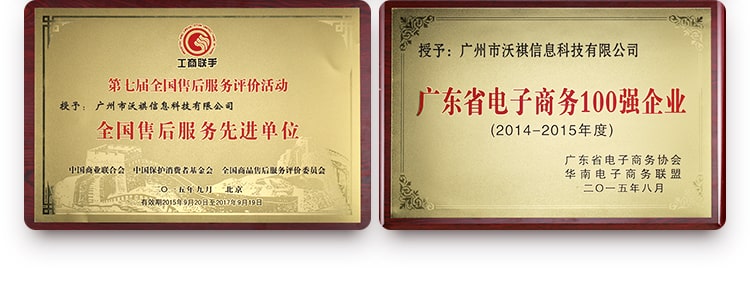 工商联手
第七届全国售后服务评价活动
授予：广州市沃祺信息科技有限公司
全国售后服务先进单位
中国商业联合会 中国保护消费者基金会 全国商品售后服务评价委员会
二〇一五年九月 北京
有效期2015年9月20日至2017年9月19日
授予：广州市沃祺信息科技有限公司
广东省电子商务100强企业
(2014-2015年度)
广东省电子商务协会
华南电子商务联盟
二〇一五年八月